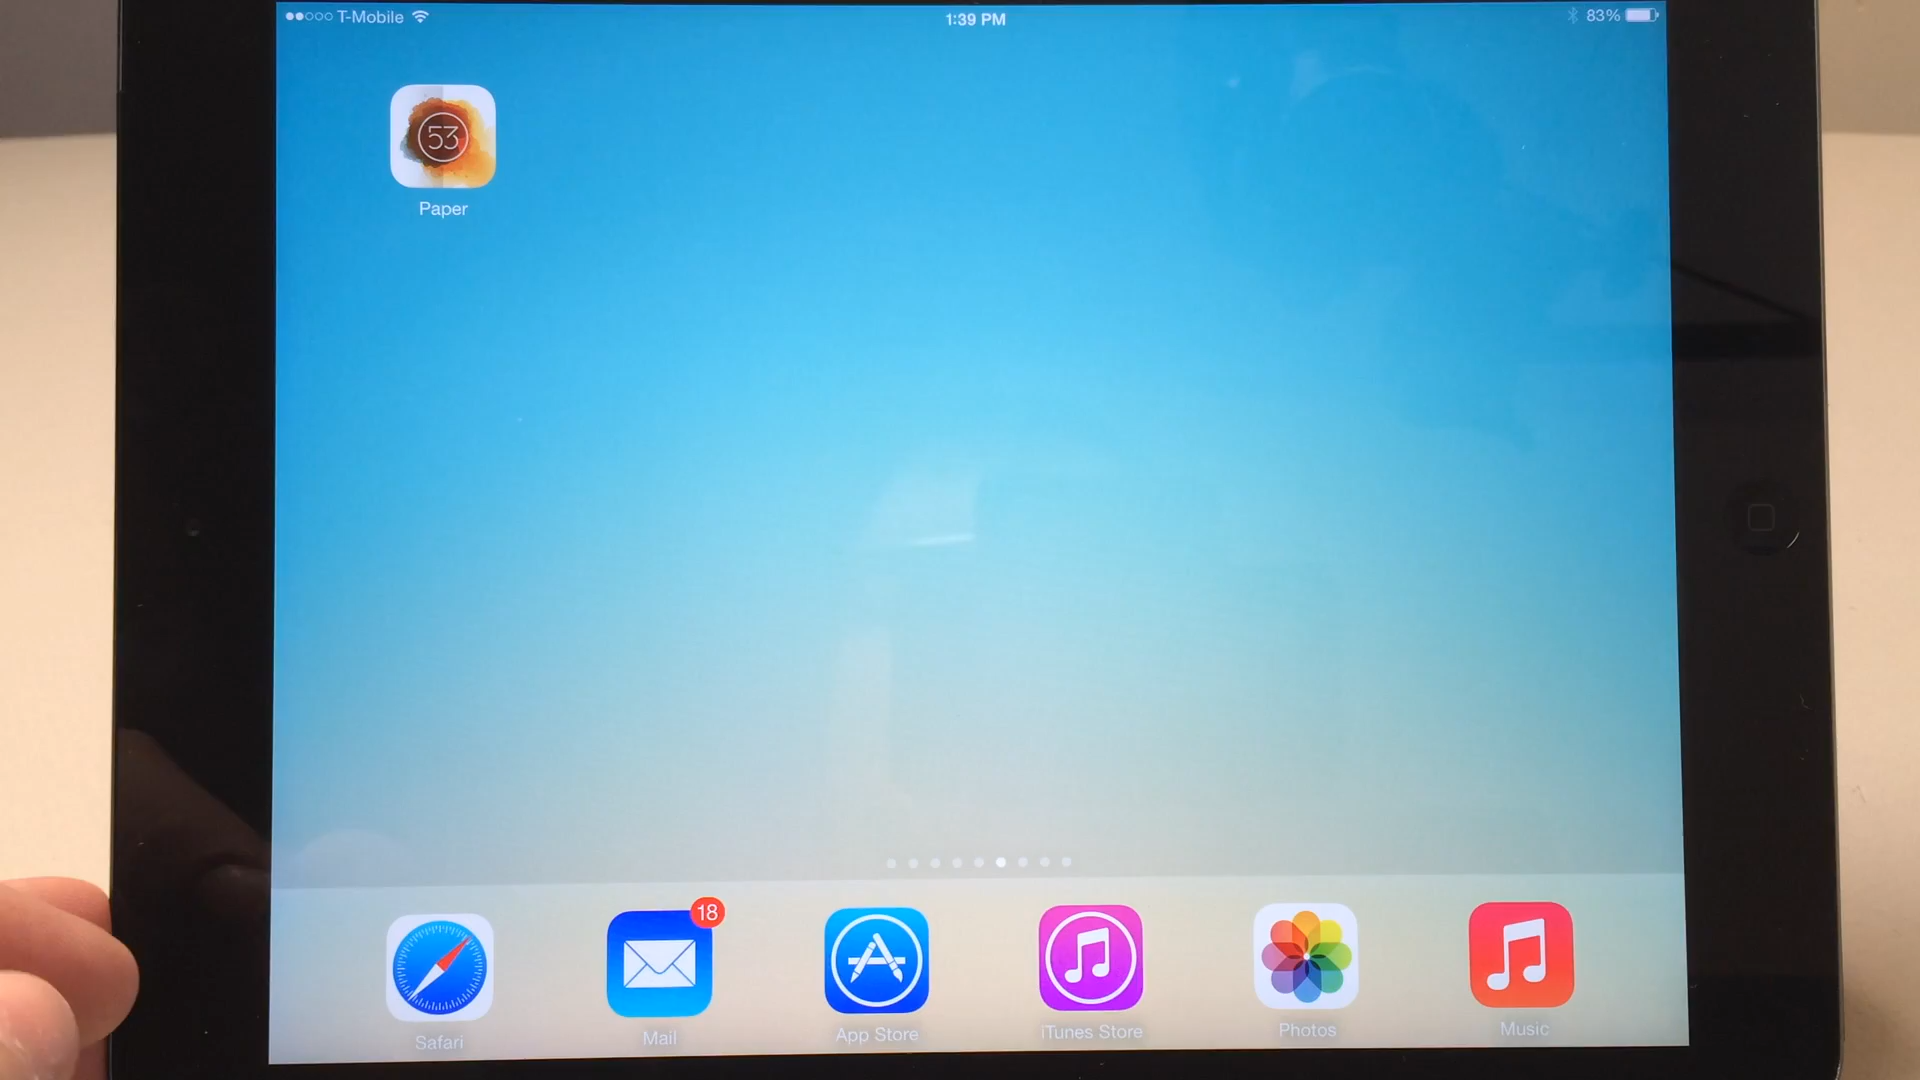 T-Mobile
1:39 PM
83%
53
Paper
18
Safari
Mail
App Store
iTunes Store
Photos
Music